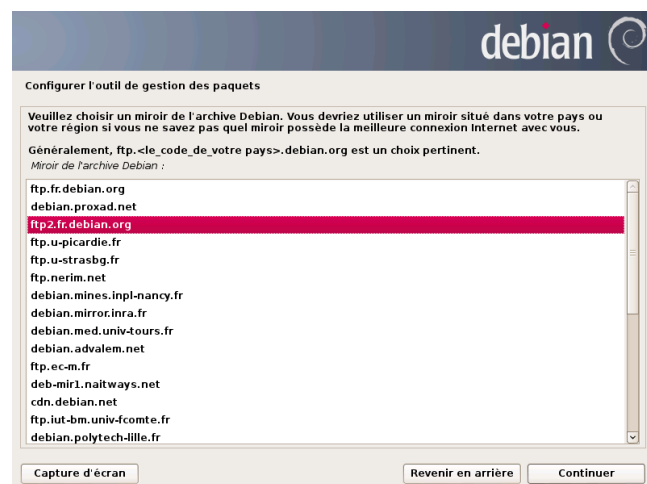 debian
Configurer l'outil de gestion des paquets
Veuillez choisir un miroir de l'archive Debian. Vous devriez utiliser un miroir situé dans votre pays ou
votre région si vous ne savez pas quel miroir possède la meilleure connexion Internet avec vous.
Généralement, ftp.<le_code_de_votre pays>.debian.org est un choix pertinent.
Miroir de l'archive Debian :
ftp.fr.debian.org
debian.proxad.net
ftp2.fr.debian.org
ftp.u-picardie.fr
ftp.u-strasbg.fr
ftp.nerim.net
debian.mines.inpl-nancy.fr
debian.mirror.inra.fr
debian.med.univ-tours.fr
debian.advalem.net
ftp.ec-m.fr
deb-mir1.naitways.net
cdn.debian.net
ftp.iut-bm.univ-fcomte.fr
debian.polytech-lille.fr
Capture d'écran
Revenir en arrière
Continuer